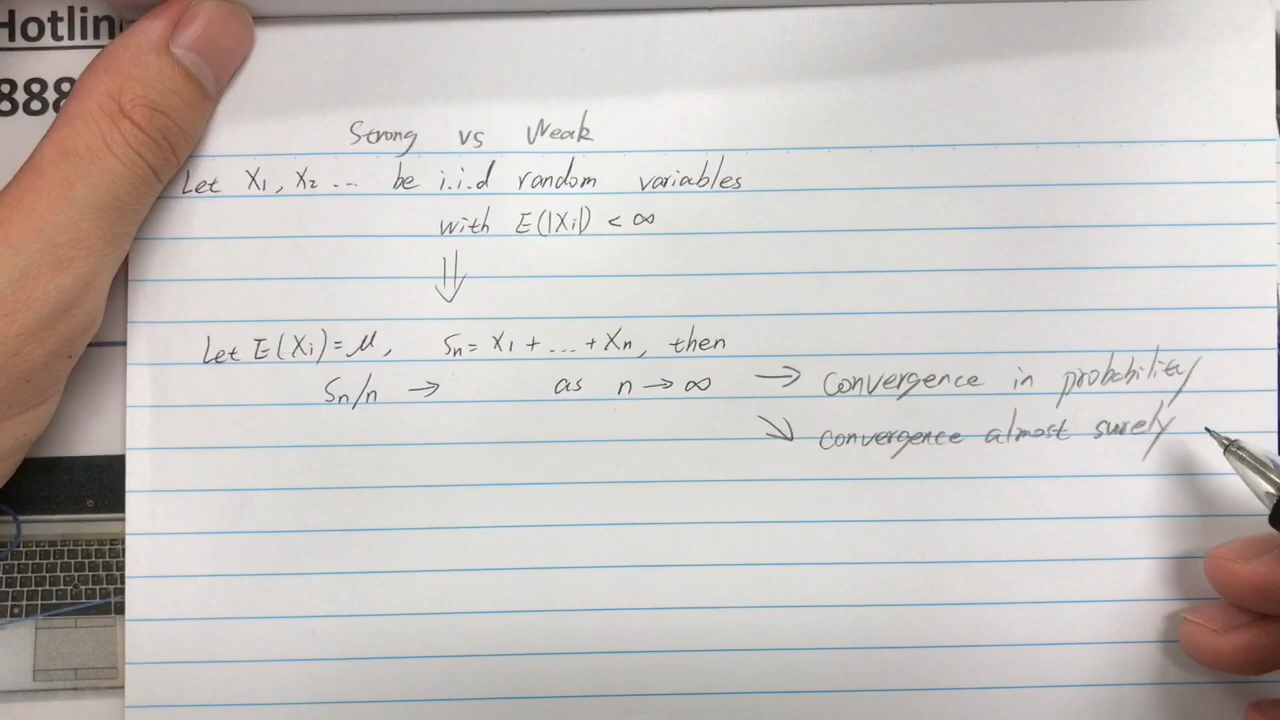 Hotlin
888
Strong vs Weak
Let X₁, X₂ ... be i.i.d random variables
with E(|Xi|) < ∞
⇓
Let E(Xi) = μ, Sn = X₁ + ... + Xn, then
Sn/n → as n → ∞ → convergence in probability
↘ convergence almost surely